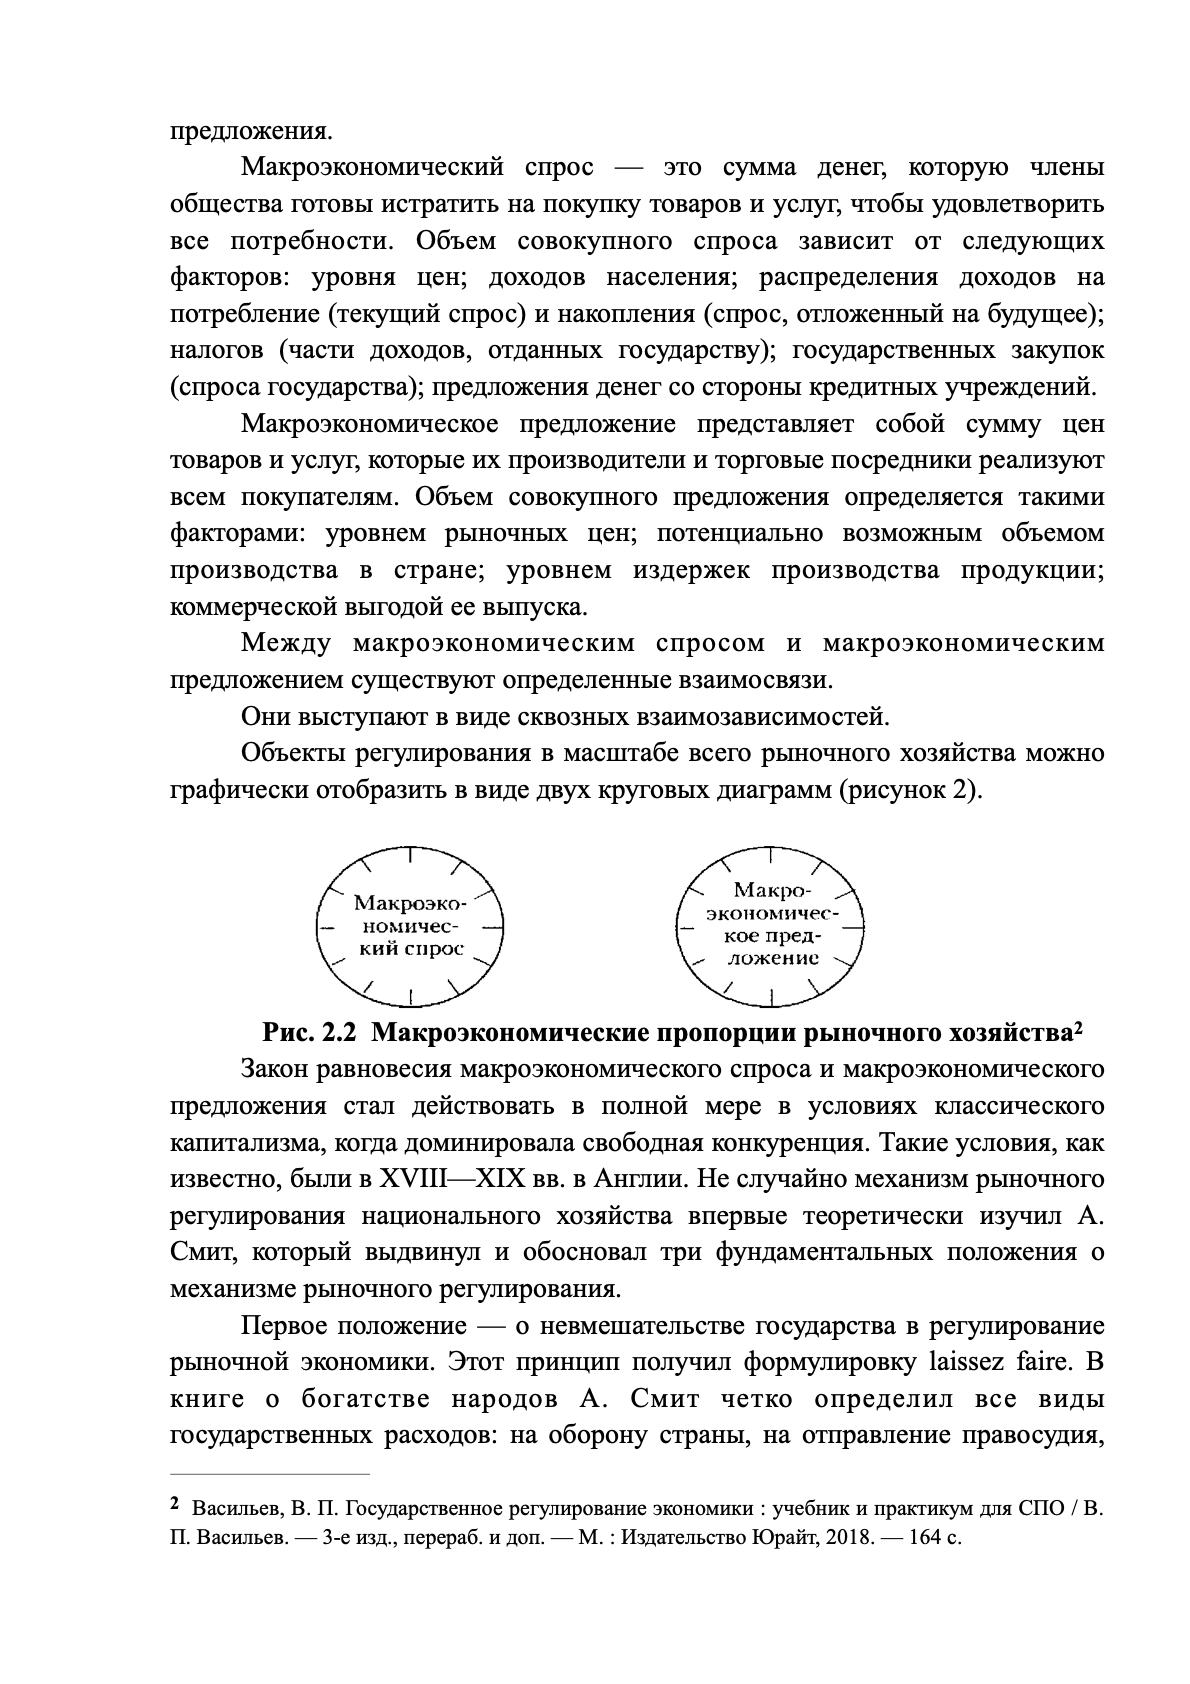 предложения.
Макроэкономический спрос — это сумма денег, которую члены
общества готовы истратить на покупку товаров и услуг, чтобы удовлетворить
все потребности. Объем совокупного спроса зависит от следующих
факторов: уровня цен; доходов населения; распределения доходов на
потребление (текущий спрос) и накопления (спрос, отложенный на будущее);
налогов (части доходов, отданных государству); государственных закупок
(спроса государства); предложения денег со стороны кредитных учреждений.
Макроэкономическое предложение представляет собой сумму цен
товаров и услуг, которые их производители и торговые посредники реализуют
всем покупателям. Объем совокупного предложения определяется такими
факторами: уровнем рыночных цен; потенциально возможным объемом
производства в стране; уровнем издержек производства продукции;
коммерческой выгодой ее выпуска.
Между макроэкономическим спросом и макроэкономическим
предложением существуют определенные взаимосвязи.
Они выступают в виде сквозных взаимозависимостей.
Объекты регулирования в масштабе всего рыночного хозяйства можно
графически отобразить в виде двух круговых диаграмм (рисунок 2).
Макроэко-
номичес-
кий спрос
Макро-
экономичес-
кое пред-
ложение
Рис. 2.2 Макроэкономические пропорции рыночного хозяйства2
Закон равновесия макроэкономического спроса и макроэкономического
предложения стал действовать в полной мере в условиях классического
капитализма, когда доминировала свободная конкуренция. Такие условия, как
известно, были в XVIII—XIX вв. в Англии. Не случайно механизм рыночного
регулирования национального хозяйства впервые теоретически изучил А.
Смит, который выдвинул и обосновал три фундаментальных положения о
механизме рыночного регулирования.
Первое положение — о невмешательстве государства в регулирование
рыночной экономики. Этот принцип получил формулировку laissez faire. В
книге о богатстве народов А. Смит четко определил все виды
государственных расходов: на оборону страны, на отправление правосудия,
2 Васильев, В. П. Государственное регулирование экономики : учебник и практикум для СПО / В.
П. Васильев. — 3-е изд., перераб. и доп. — М. : Издательство Юрайт, 2018. — 164 с.